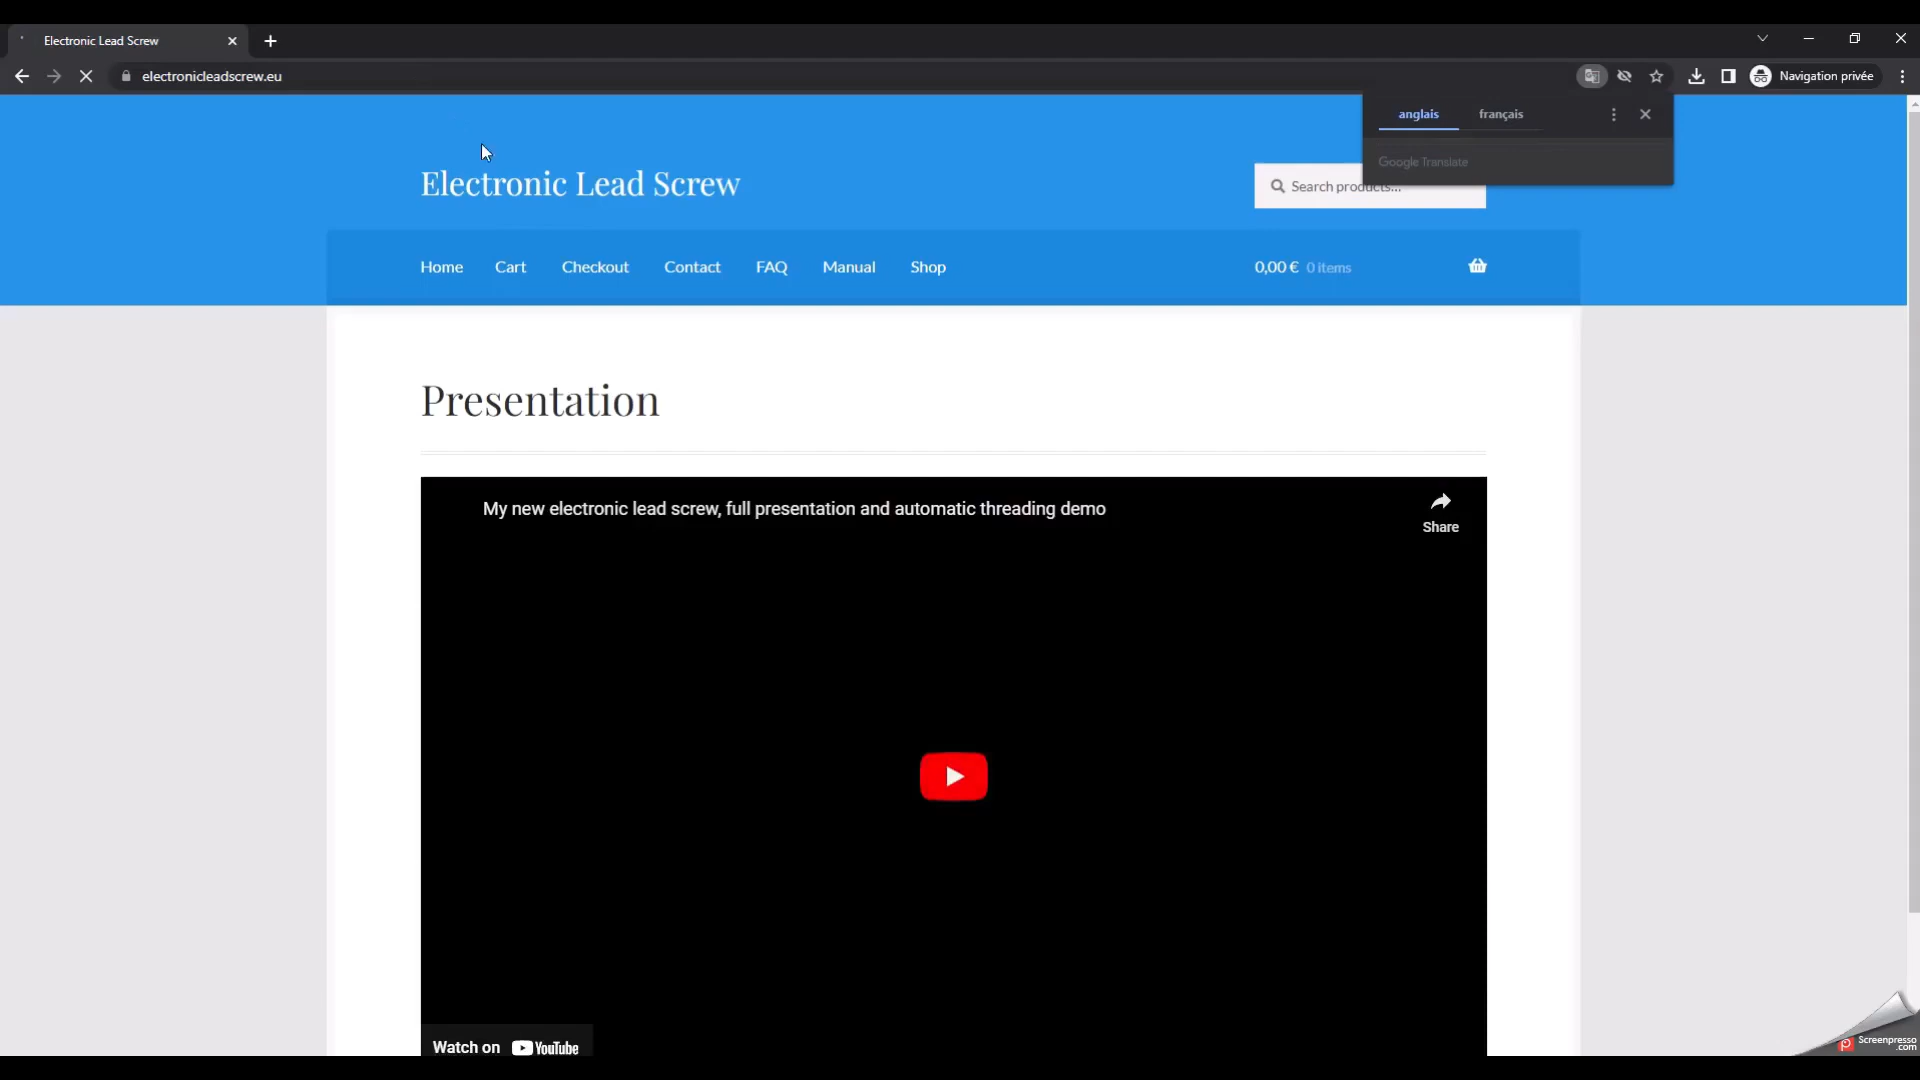 Electronic Lead Screw
electronicleadscrew.eu
Navigation privée
anglais français
Google Translate
Electronic Lead Screw
Search products...
Home Cart Checkout Contact FAQ Manual Shop
0,00 € 0 items
Presentation
My new electronic lead screw, full presentation and automatic threading demo
Share
Watch on YouTube
Screenpresso
.com